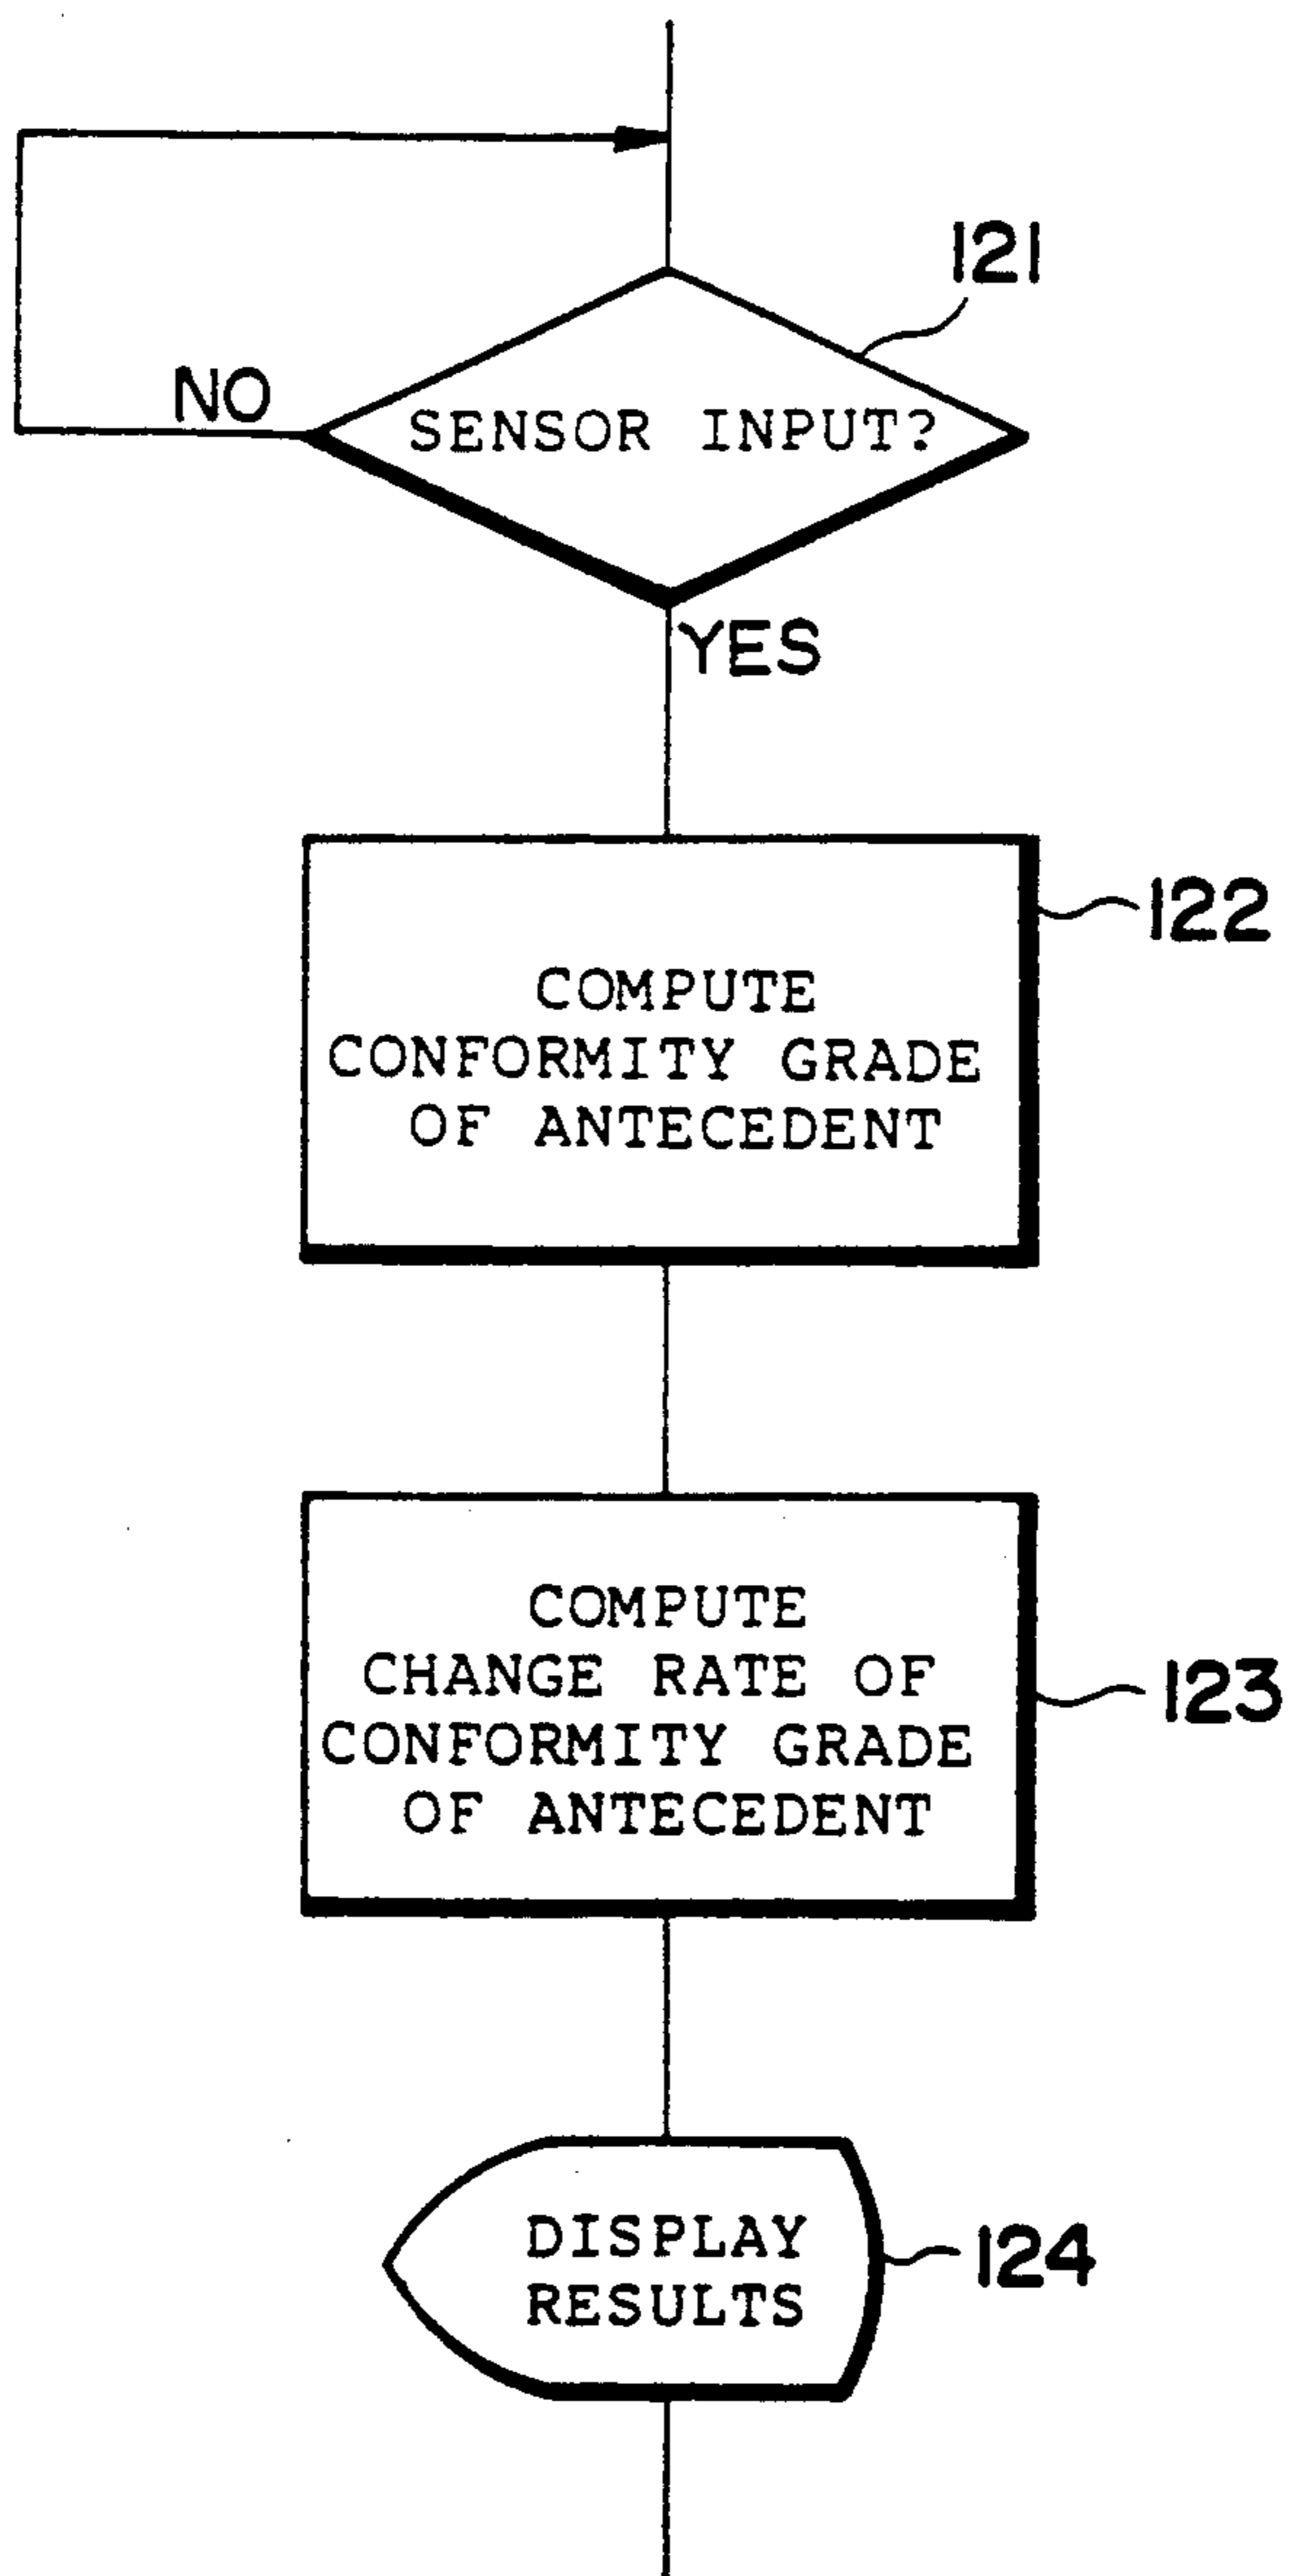 121
NO
SENSOR INPUT?
YES
122
COMPUTE
CONFORMITY GRADE
OF ANTECEDENT
COMPUTE
CHANGE RATE OF
CONFORMITY GRADE
OF ANTECEDENT
123
DISPLAY
RESULTS
124